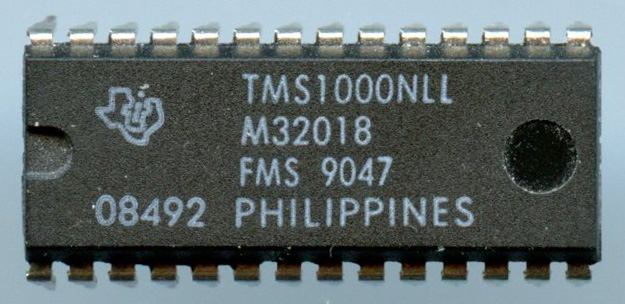 TMS1000NLL
M32018
FMS 9047
08492 PHILIPPINES